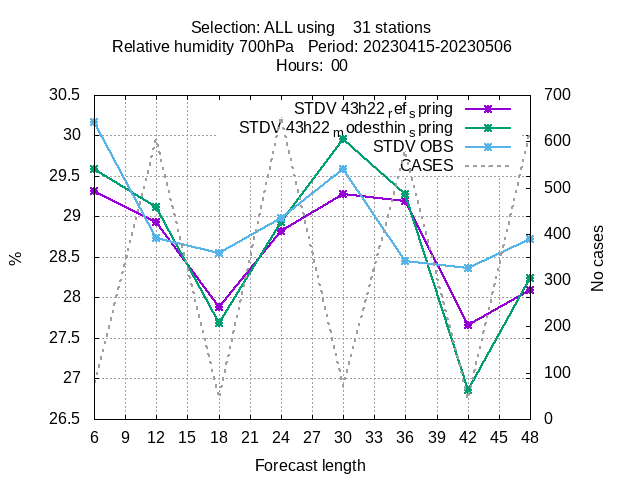 Selection: ALL using    31 stations
Relative humidity 700hPa   Period: 20230415-20230506
Hours:  00
STDV 43h22_ref_spring
STDV 43h22_modesthin_spring
STDV OBS
CASES
30.5
30
29.5
29
28.5
28
27.5
27
26.5
%
700
600
500
400
300
200
100
0
No cases
6 9 12 15 18 21 24 27 30 33 36 39 42 45 48
Forecast length